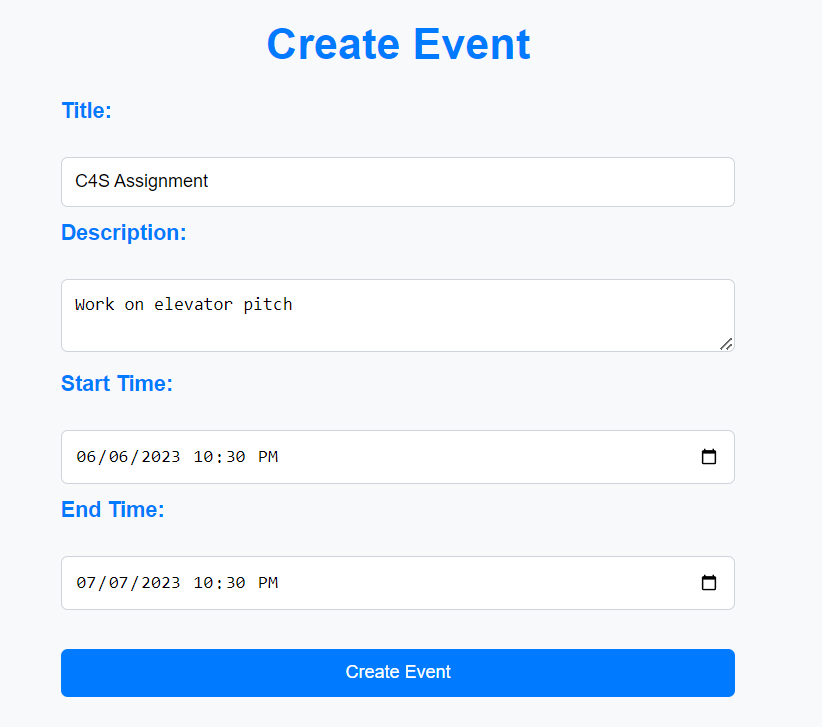 Create Event
Title:
C4S Assignment
Description:
Work on elevator pitch
Start Time:
06/06/2023 10:30 PM
End Time:
07/07/2023 10:30 PM
Create Event